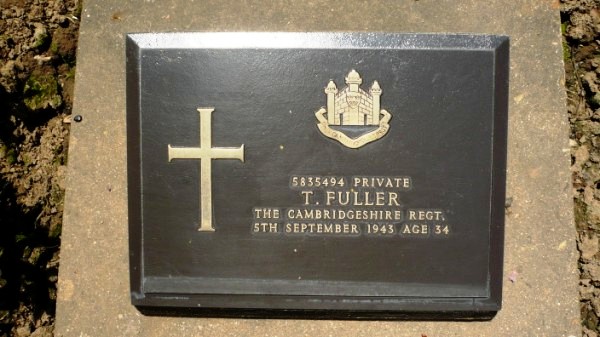 5835494 PRIVATE
T. FULLER
THE CAMBRIDGESHIRE REGT.
5TH SEPTEMBER 1943 AGE 34